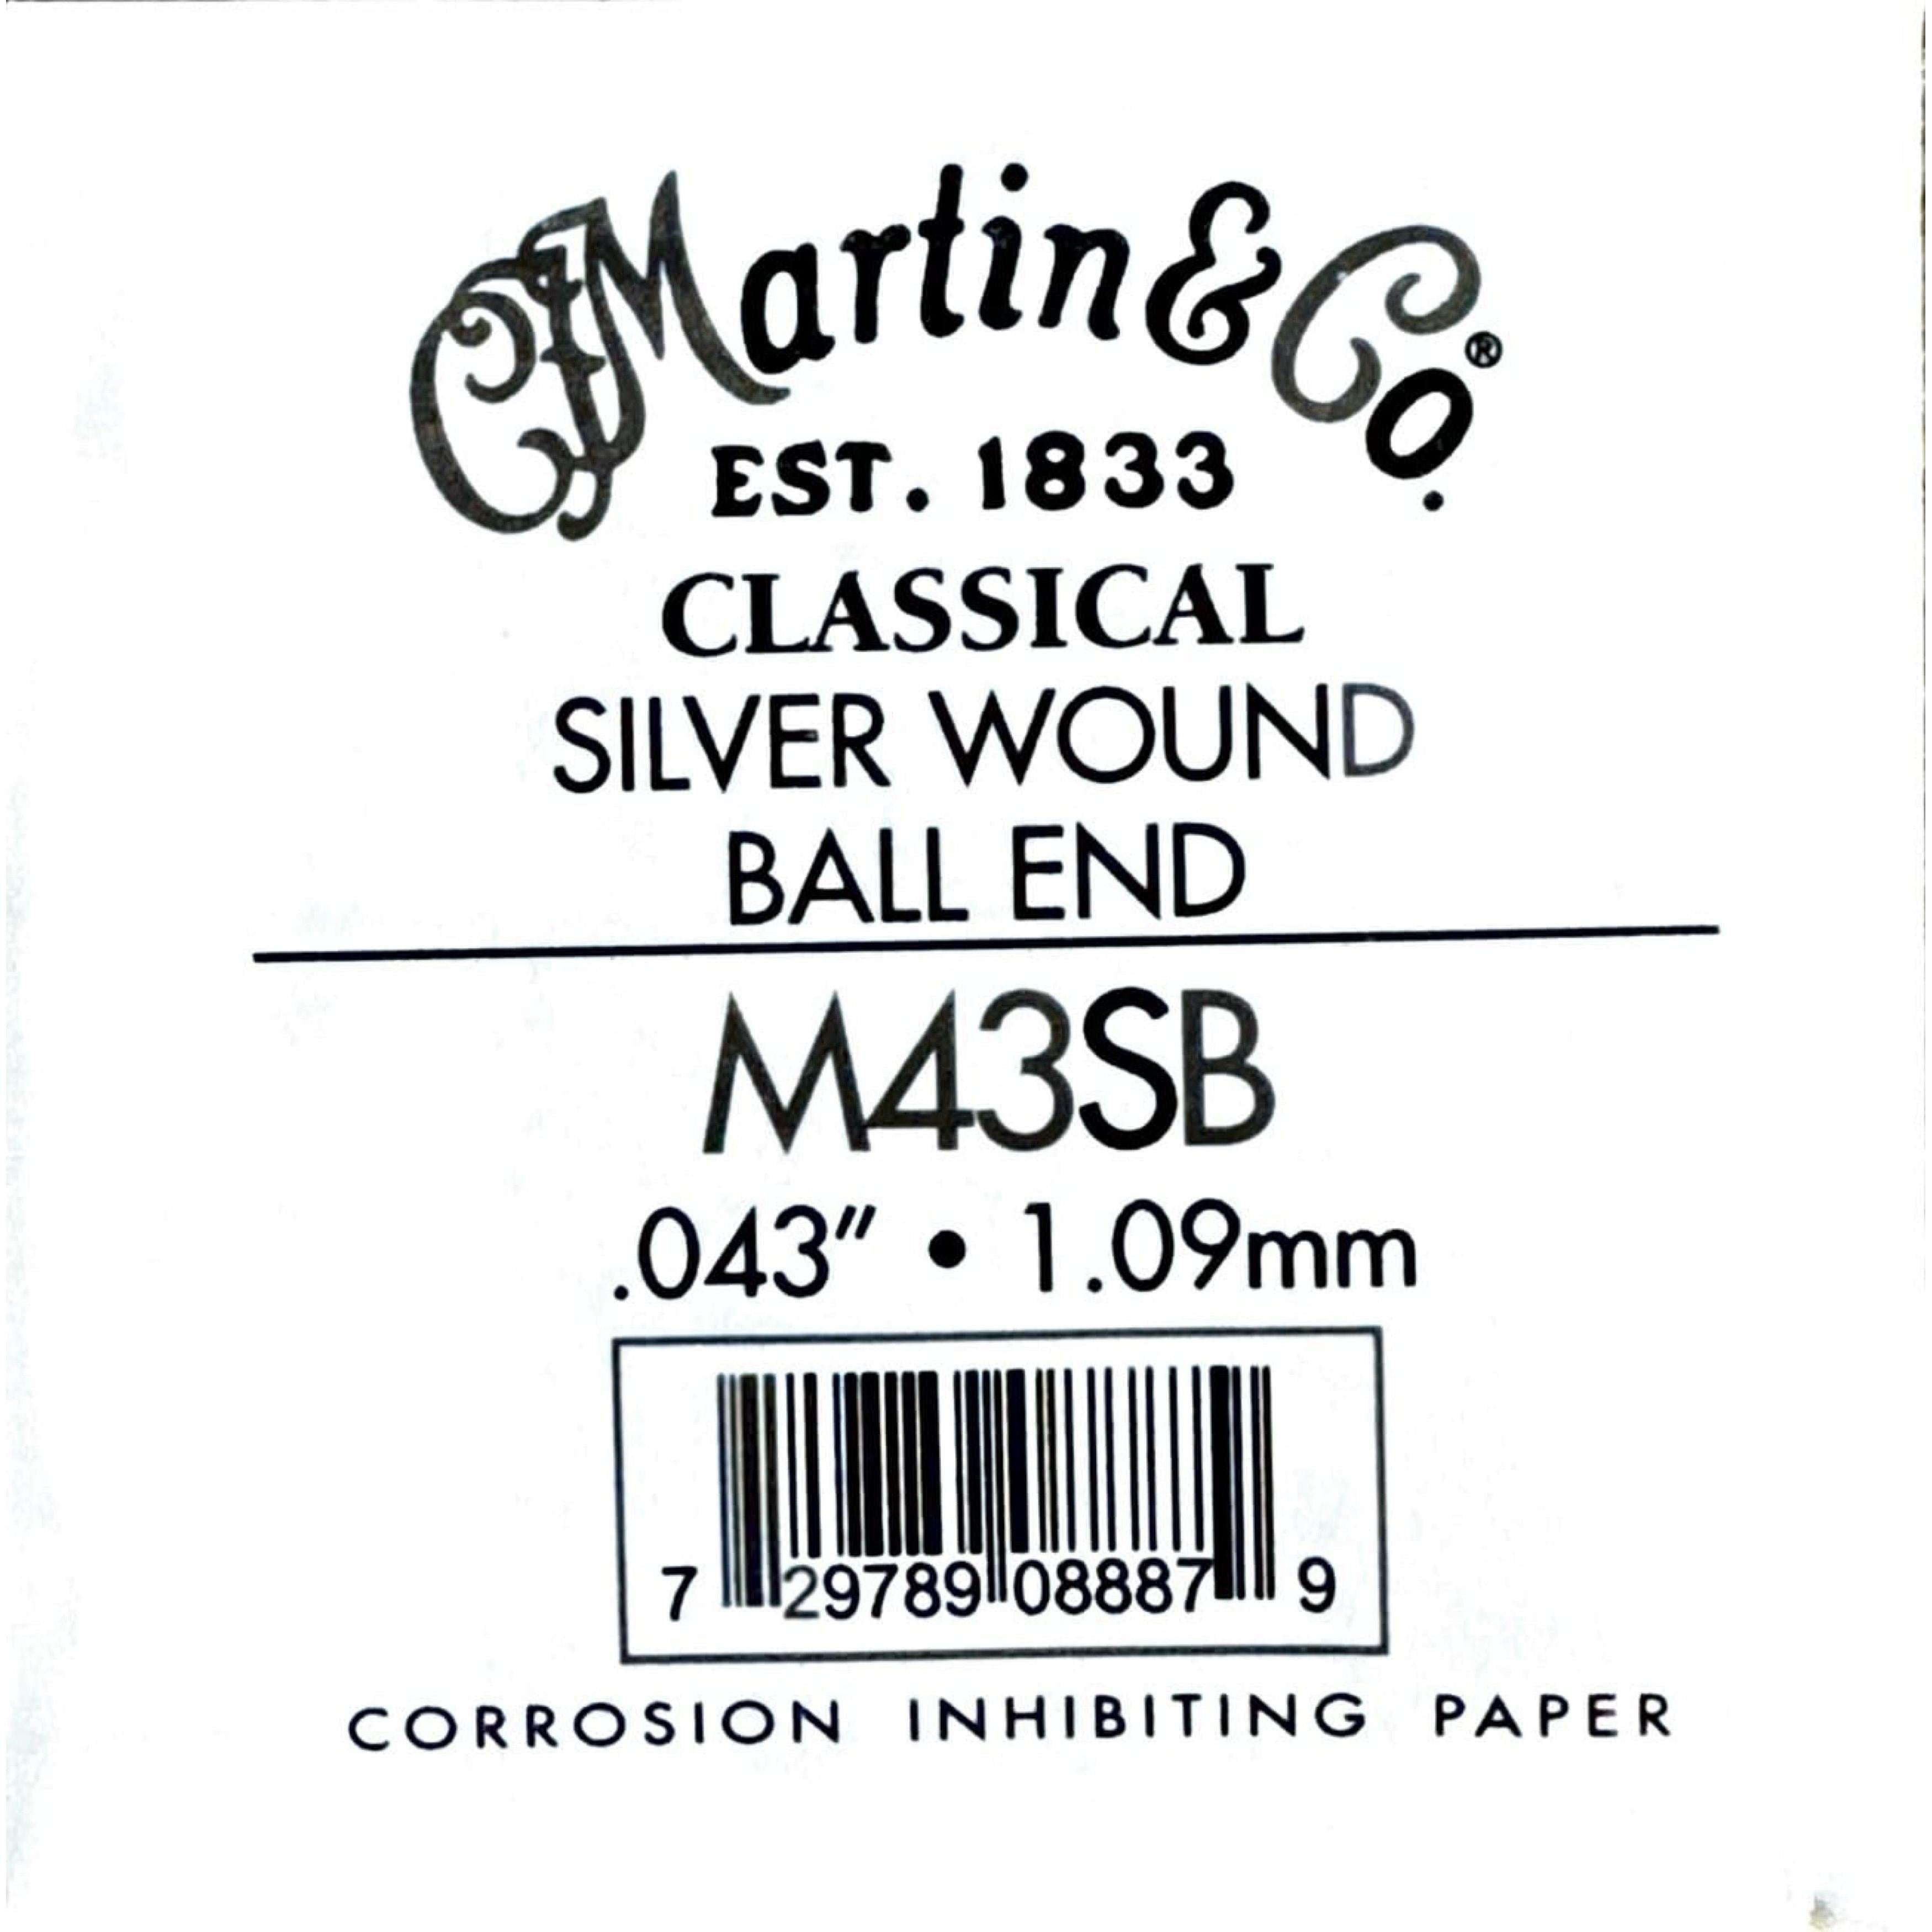 CFMartin & Co.®
EST. 1833
CLASSICAL
SILVER WOUND
BALL END
M43SB
.043″ • 1.09mm
7 29789 08887 9
CORROSION INHIBITING PAPER